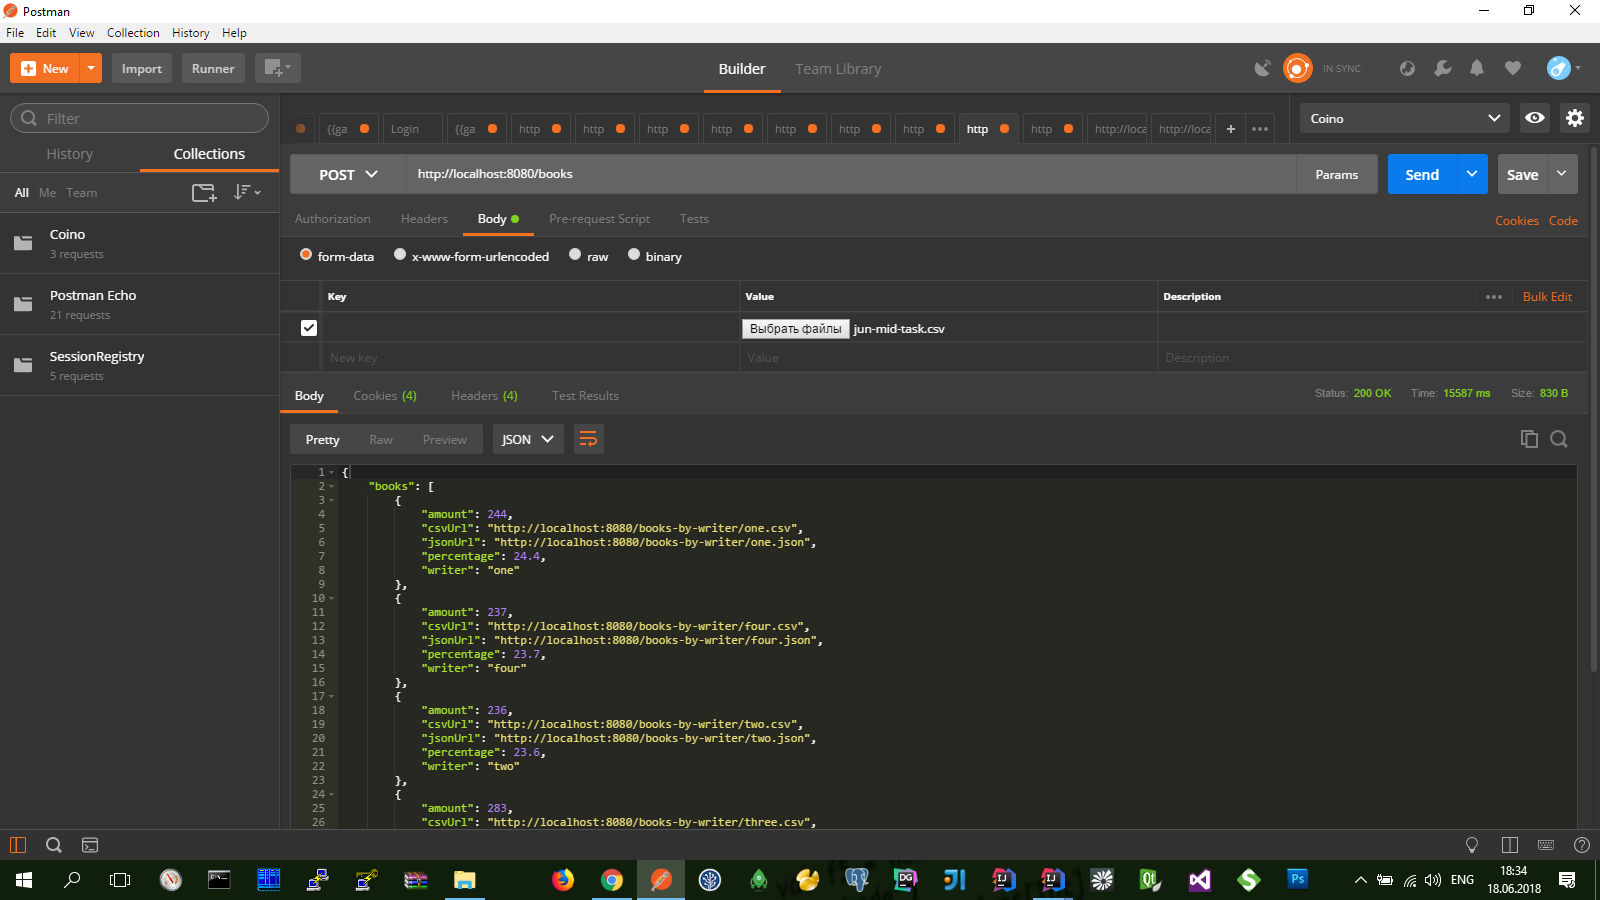 Postman
File Edit View Collection History Help
New Import Runner Builder Team Library IN SYNC
Filter
History Collections
All Me Team
Coino
3 requests
Postman Echo
21 requests
SessionRegistry
5 requests
{{ga Login {{ga http http http http http http http http http http://loca http://loca + •••
Coino
POST http://localhost:8080/books Params Send Save
Authorization Headers Body Pre-request Script Tests Cookies Code
form-data x-www-form-urlencoded raw binary
Key Value Description ••• Bulk Edit
Выбрать файлы jun-mid-task.csv
New key Value Description
Body Cookies (4) Headers (4) Test Results Status: 200 OK Time: 15587 ms Size: 830 B
Pretty Raw Preview JSON
1 {
2 "books": [
3 {
4 "amount": 244,
5 "csvUrl": "http://localhost:8080/books-by-writer/one.csv",
6 "jsonUrl": "http://localhost:8080/books-by-writer/one.json",
7 "percentage": 24.4,
8 "writer": "one"
9 },
10 {
11 "amount": 237,
12 "csvUrl": "http://localhost:8080/books-by-writer/four.csv",
13 "jsonUrl": "http://localhost:8080/books-by-writer/four.json",
14 "percentage": 23.7,
15 "writer": "four"
16 },
17 {
18 "amount": 236,
19 "csvUrl": "http://localhost:8080/books-by-writer/two.csv",
20 "jsonUrl": "http://localhost:8080/books-by-writer/two.json",
21 "percentage": 23.6,
22 "writer": "two"
23 },
24 {
25 "amount": 283,
26 "csvUrl": "http://localhost:8080/books-by-writer/three.csv",
DG IJ IJ Qt Ps ENG
18:34
18.06.2018